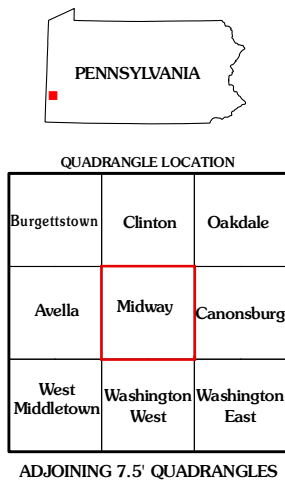 PENNSYLVANIA
QUADRANGLE LOCATION
Burgettstown
Clinton
Oakdale
Avella
Midway
Canonsburg
West
Middletown
Washington
West
Washington
East
ADJOINING 7.5' QUADRANGLES